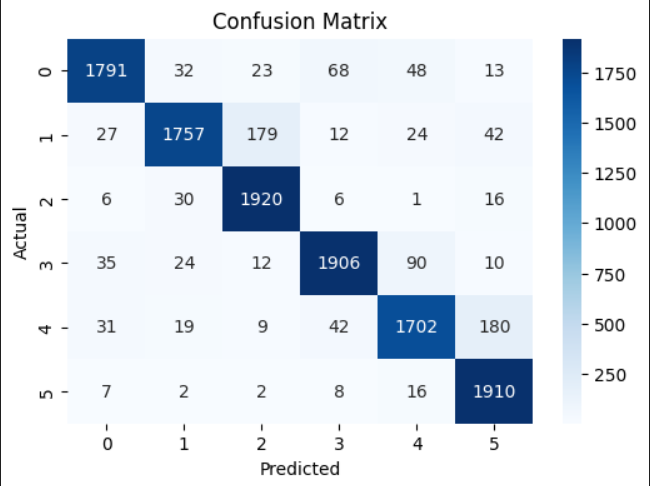 Confusion Matrix
0 1791 32 23 68 48 13
1 27 1757 179 12 24 42
2 6 30 1920 6 1 16
3 35 24 12 1906 90 10
4 31 19 9 42 1702 180
5 7 2 2 8 16 1910
0 1 2 3 4 5
Predicted
Actual
1750
1500
1250
1000
750
500
250